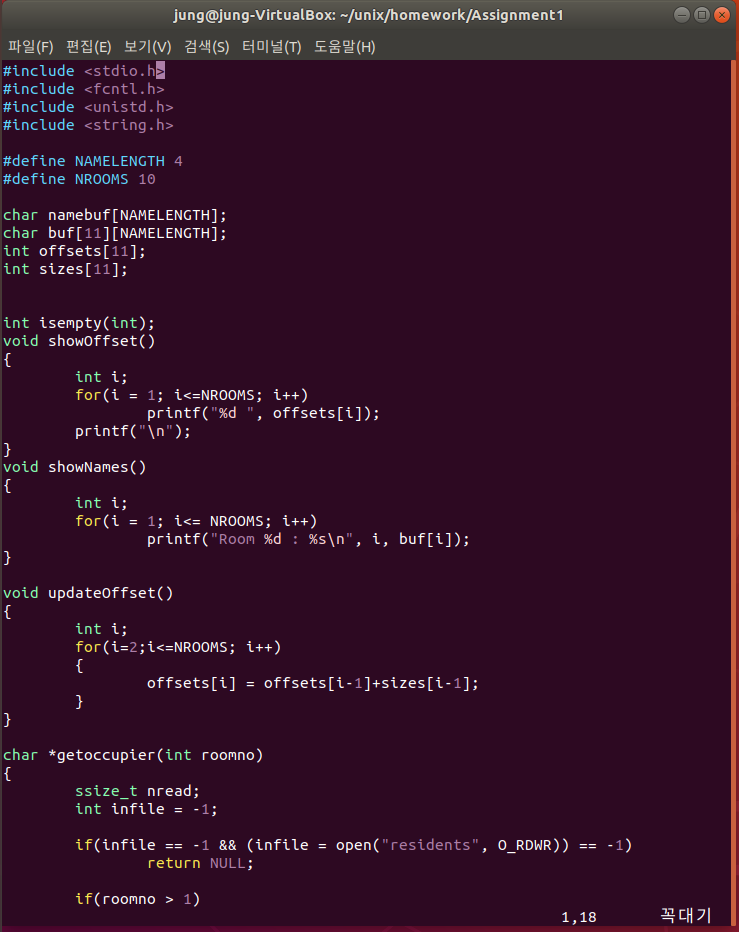 jung@jung-VirtualBox: ~/unix/homework/Assignment1
파일(F) 편집(E) 보기(V) 검색(S) 터미널(T) 도움말(H)
#include <stdio.h>
#include <fcntl.h>
#include <unistd.h>
#include <string.h>

#define NAMELENGTH 4
#define NROOMS 10

char namebuf[NAMELENGTH];
char buf[11][NAMELENGTH];
int offsets[11];
int sizes[11];


int isempty(int);
void showOffset()
{
        int i;
        for(i = 1; i<=NROOMS; i++)
                printf("%d ", offsets[i]);
        printf("\n");
}
void showNames()
{
        int i;
        for(i = 1; i<= NROOMS; i++)
                printf("Room %d : %s\n", i, buf[i]);
}

void updateOffset()
{
        int i;
        for(i=2;i<=NROOMS; i++)
        {
                offsets[i] = offsets[i-1]+sizes[i-1];
        }
}

char *getoccupier(int roomno)
{
        ssize_t nread;
        int infile = -1;

        if(infile == -1 && (infile = open("residents", O_RDWR)) == -1)
                return NULL;

        if(roomno > 1)
1,18 꼭대기